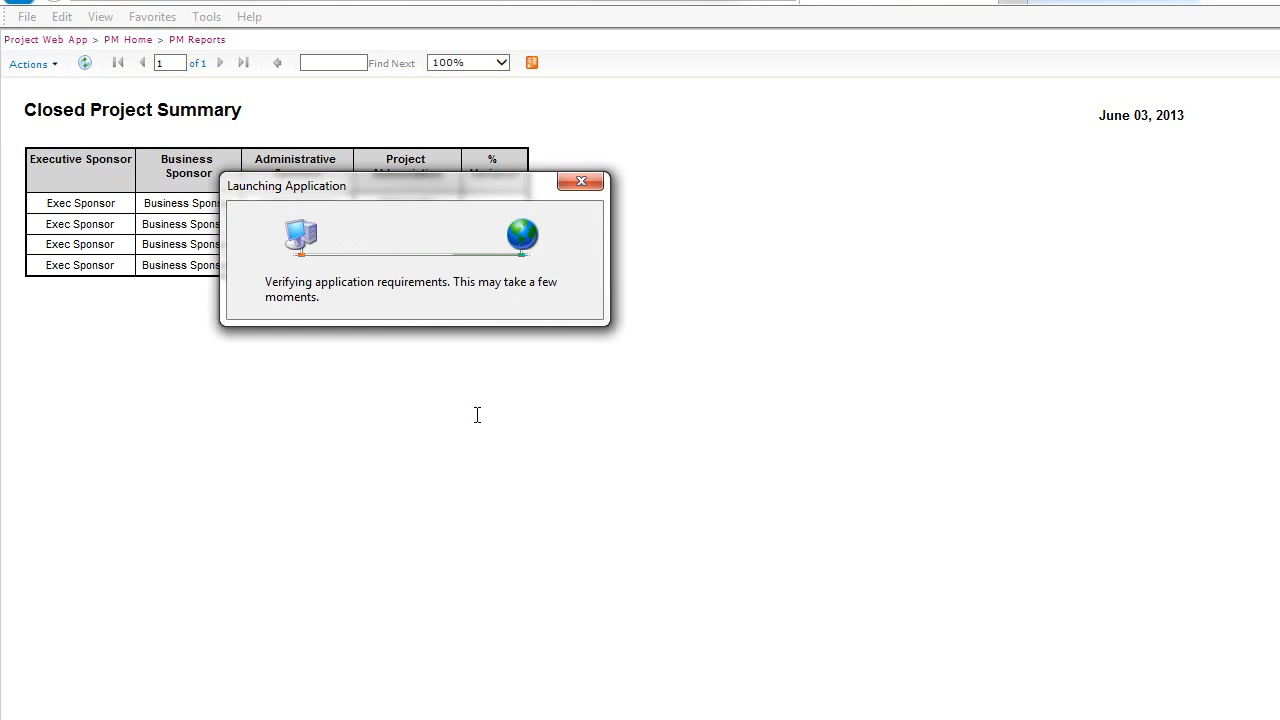 File Edit View Favorites Tools Help
Project Web App > PM Home > PM Reports
Actions 1 of 1 Find Next 100%
Closed Project Summary
June 03, 2013
Executive Sponsor Business Sponsor Administrative Project %
Launching Application
Exec Sponsor Business Spons
Exec Sponsor Business Spons
Exec Sponsor Business Spons
Exec Sponsor Business Spons
Verifying application requirements. This may take a few
moments.